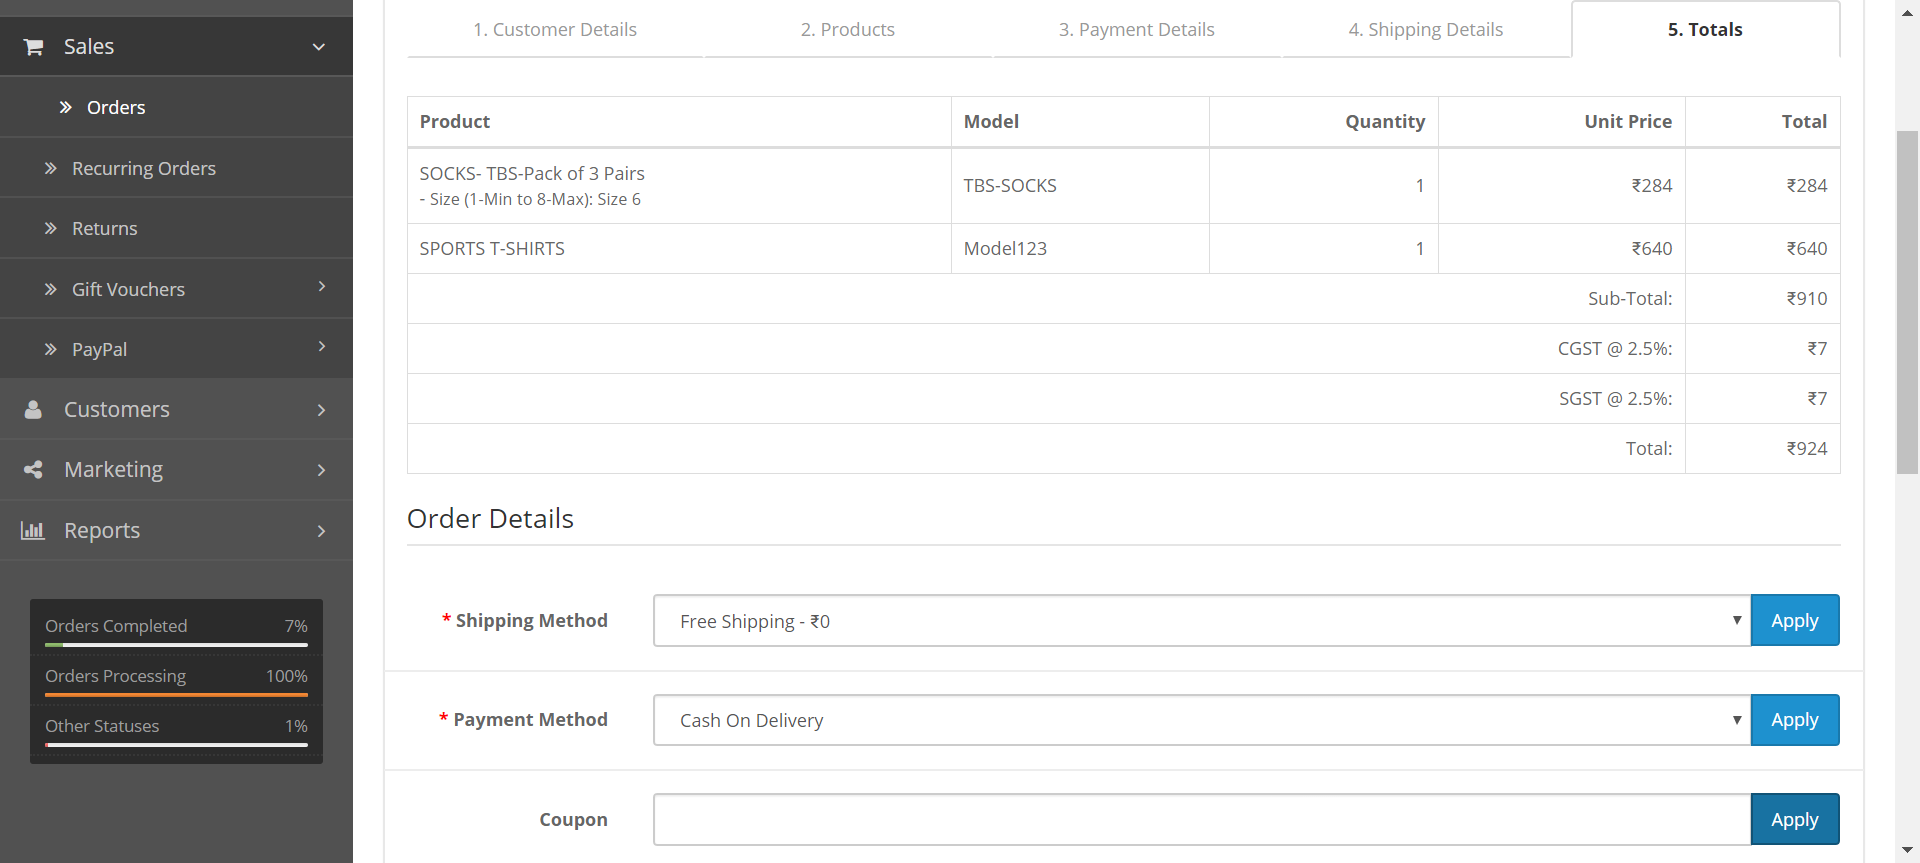 Sales
Orders
Recurring Orders
Returns
Gift Vouchers
PayPal
Customers
Marketing
Reports
Orders Completed 7%
Orders Processing 100%
Other Statuses 1%
1. Customer Details 2. Products 3. Payment Details 4. Shipping Details 5. Totals
Product Model Quantity Unit Price Total
SOCKS- TBS-Pack of 3 Pairs
- Size (1-Min to 8-Max): Size 6
TBS-SOCKS 1 ₹284 ₹284
SPORTS T-SHIRTS Model123 1 ₹640 ₹640
Sub-Total: ₹910
CGST @ 2.5%: ₹7
SGST @ 2.5%: ₹7
Total: ₹924
Order Details
* Shipping Method Free Shipping - ₹0 Apply
* Payment Method Cash On Delivery Apply
Coupon Apply